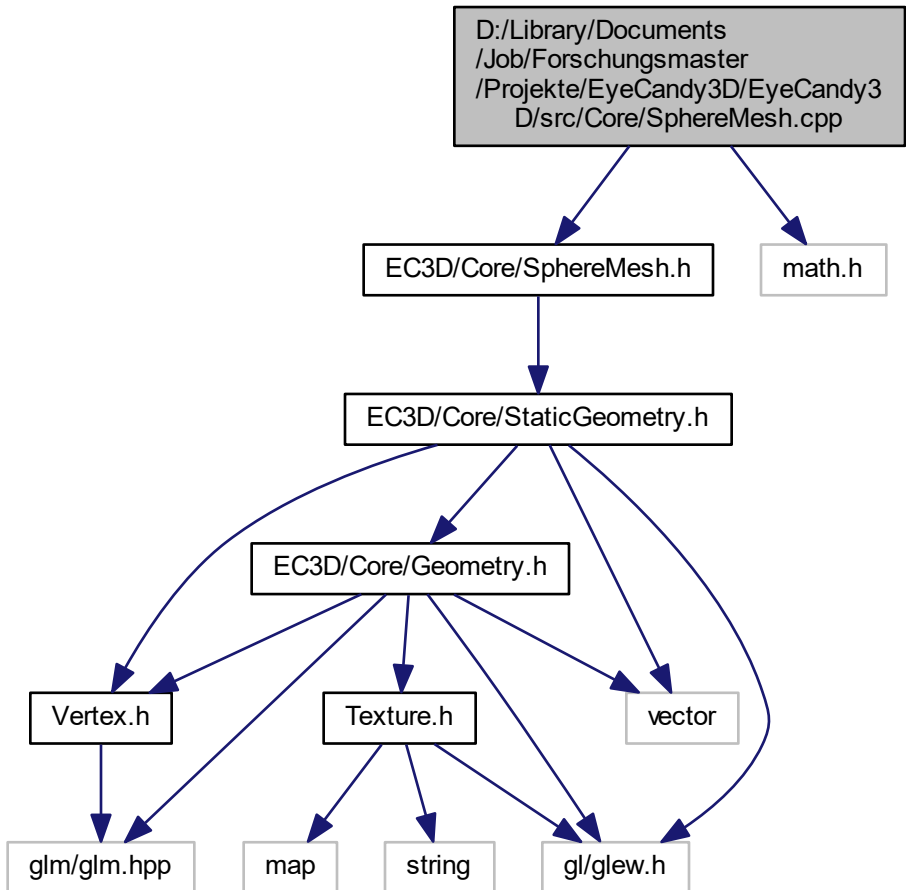 D:/Library/Documents
/Job/Forschungsmaster
/Projekte/EyeCandy3D/EyeCandy3
D/src/Core/SphereMesh.cpp
EC3D/Core/SphereMesh.h
math.h
EC3D/Core/StaticGeometry.h
EC3D/Core/Geometry.h
Vertex.h
Texture.h
vector
glm/glm.hpp
map
string
gl/glew.h